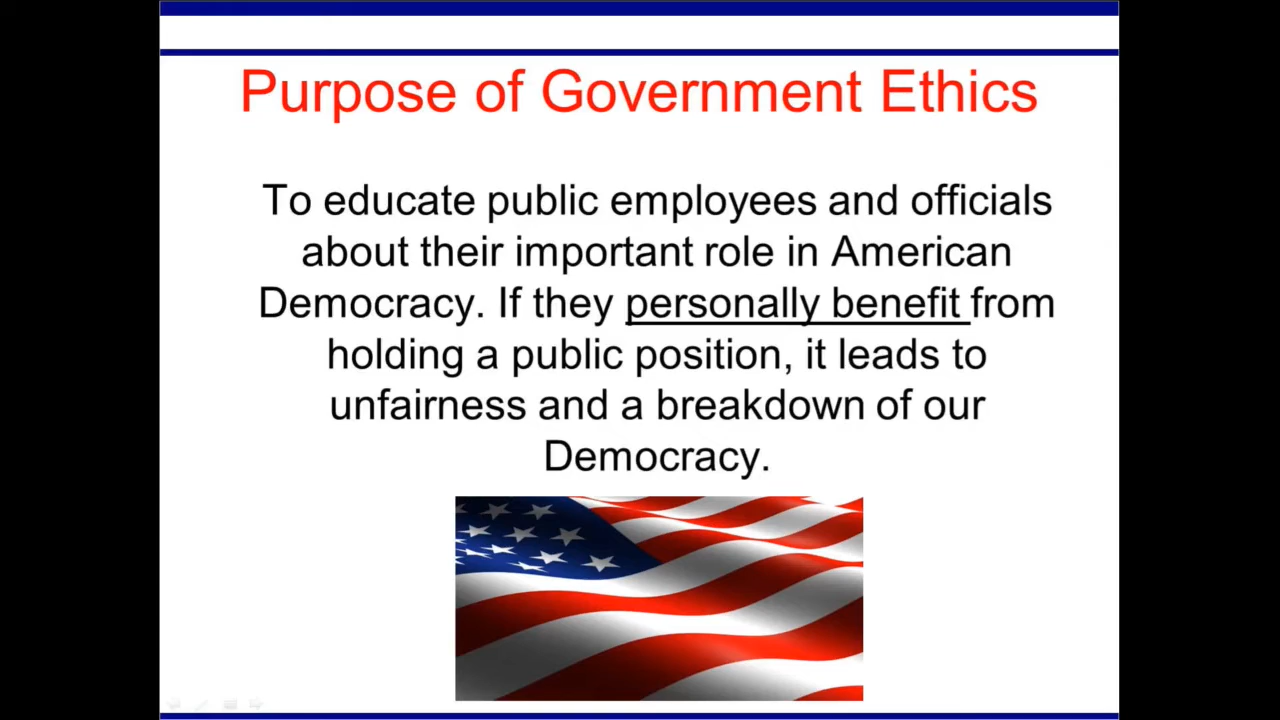 Purpose of Government Ethics
To educate public employees and officials
about their important role in American
Democracy. If they personally benefit from
holding a public position, it leads to
unfairness and a breakdown of our
Democracy.